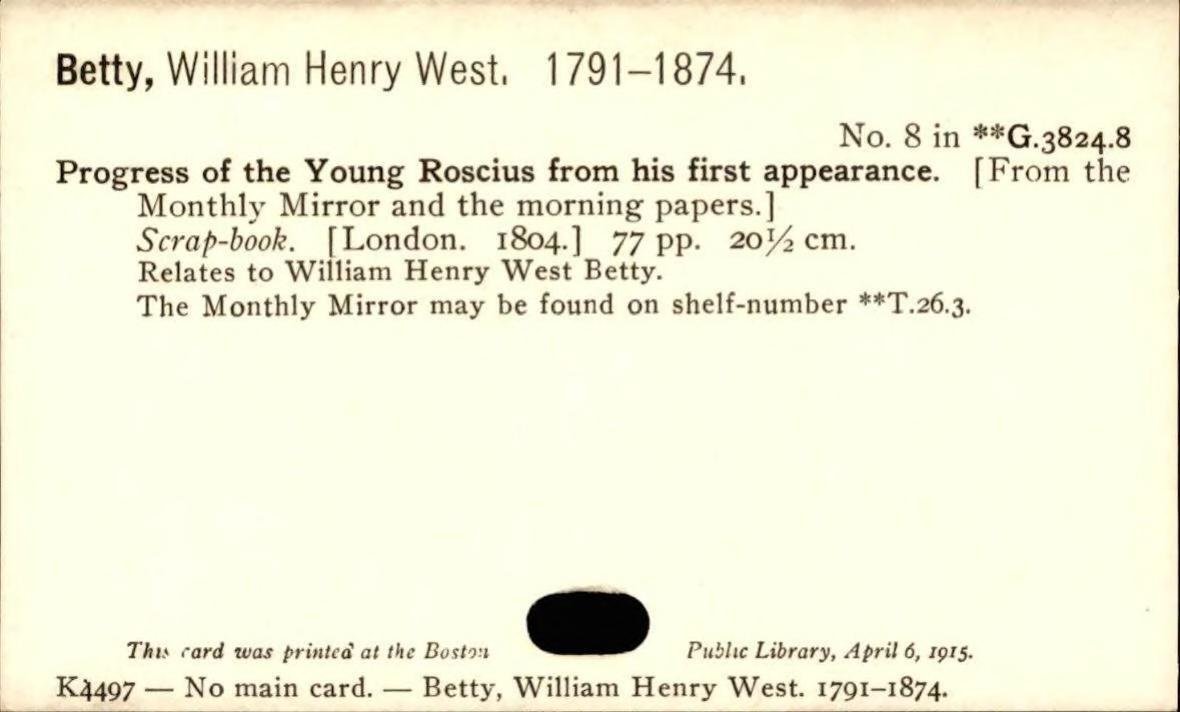 Betty, William Henry West. 1791–1874.
No. 8 in **G.3824.8
Progress of the Young Roscius from his first appearance. [From the
Monthly Mirror and the morning papers.]
Scrap-book. [London. 1804.] 77 pp. 20½ cm.
Relates to William Henry West Betty.
The Monthly Mirror may be found on shelf-number **T.26.3.
This card was printed at the Boston Public Library, April 6, 1915.
K4497 — No main card. — Betty, William Henry West. 1791–1874.